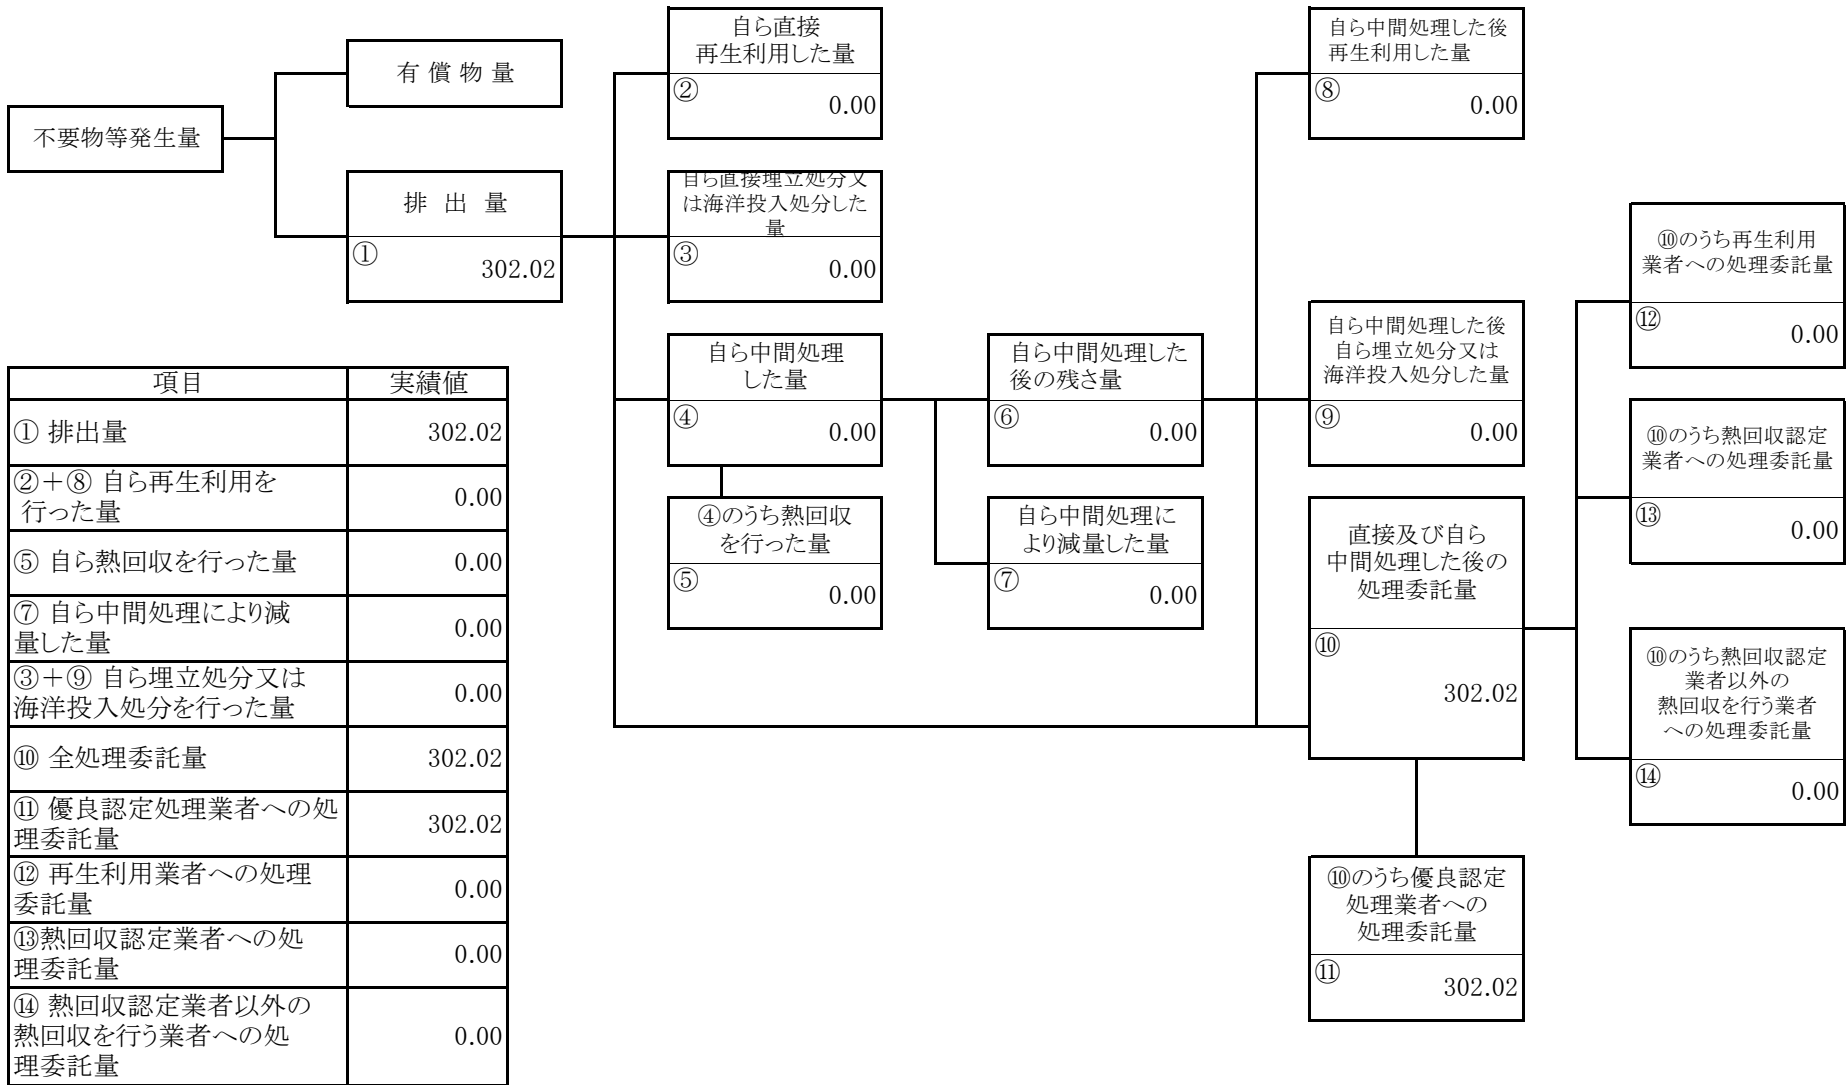 不要物等発生量
有 償 物 量
排 出 量
①
302.02
自ら直接
再生利用した量
②
0.00
自ら直接埋立処分又
は海洋投入処分した
量
③
0.00
自ら中間処理
した量
④
0.00
④のうち熱回収
を行った量
⑤
0.00
自ら中間処理した
後の残さ量
⑥
0.00
自ら中間処理に
より減量した量
⑦
0.00
自ら中間処理した後
再生利用した量
⑧
0.00
自ら中間処理した後
自ら埋立処分又は
海洋投入処分した量
⑨
0.00
直接及び自ら
中間処理した後の
処理委託量
⑩
302.02
⑩のうち優良認定
処理業者への
処理委託量
⑪
302.02
⑩のうち再生利用
業者への処理委託量
⑫
0.00
⑩のうち熱回収認定
業者への処理委託量
⑬
0.00
⑩のうち熱回収認定
業者以外の
熱回収を行う業者
への処理委託量
⑭
0.00
項目 実績値
① 排出量 302.02
②＋⑧ 自ら再生利用を
行った量
0.00
⑤ 自ら熱回収を行った量 0.00
⑦ 自ら中間処理により減
量した量
0.00
③＋⑨ 自ら埋立処分又は
海洋投入処分を行った量
0.00
⑩ 全処理委託量 302.02
⑪ 優良認定処理業者への処
理委託量
302.02
⑫ 再生利用業者への処理
委託量
0.00
⑬熱回収認定業者への処
理委託量
0.00
⑭ 熱回収認定業者以外の
熱回収を行う業者への処
理委託量
0.00